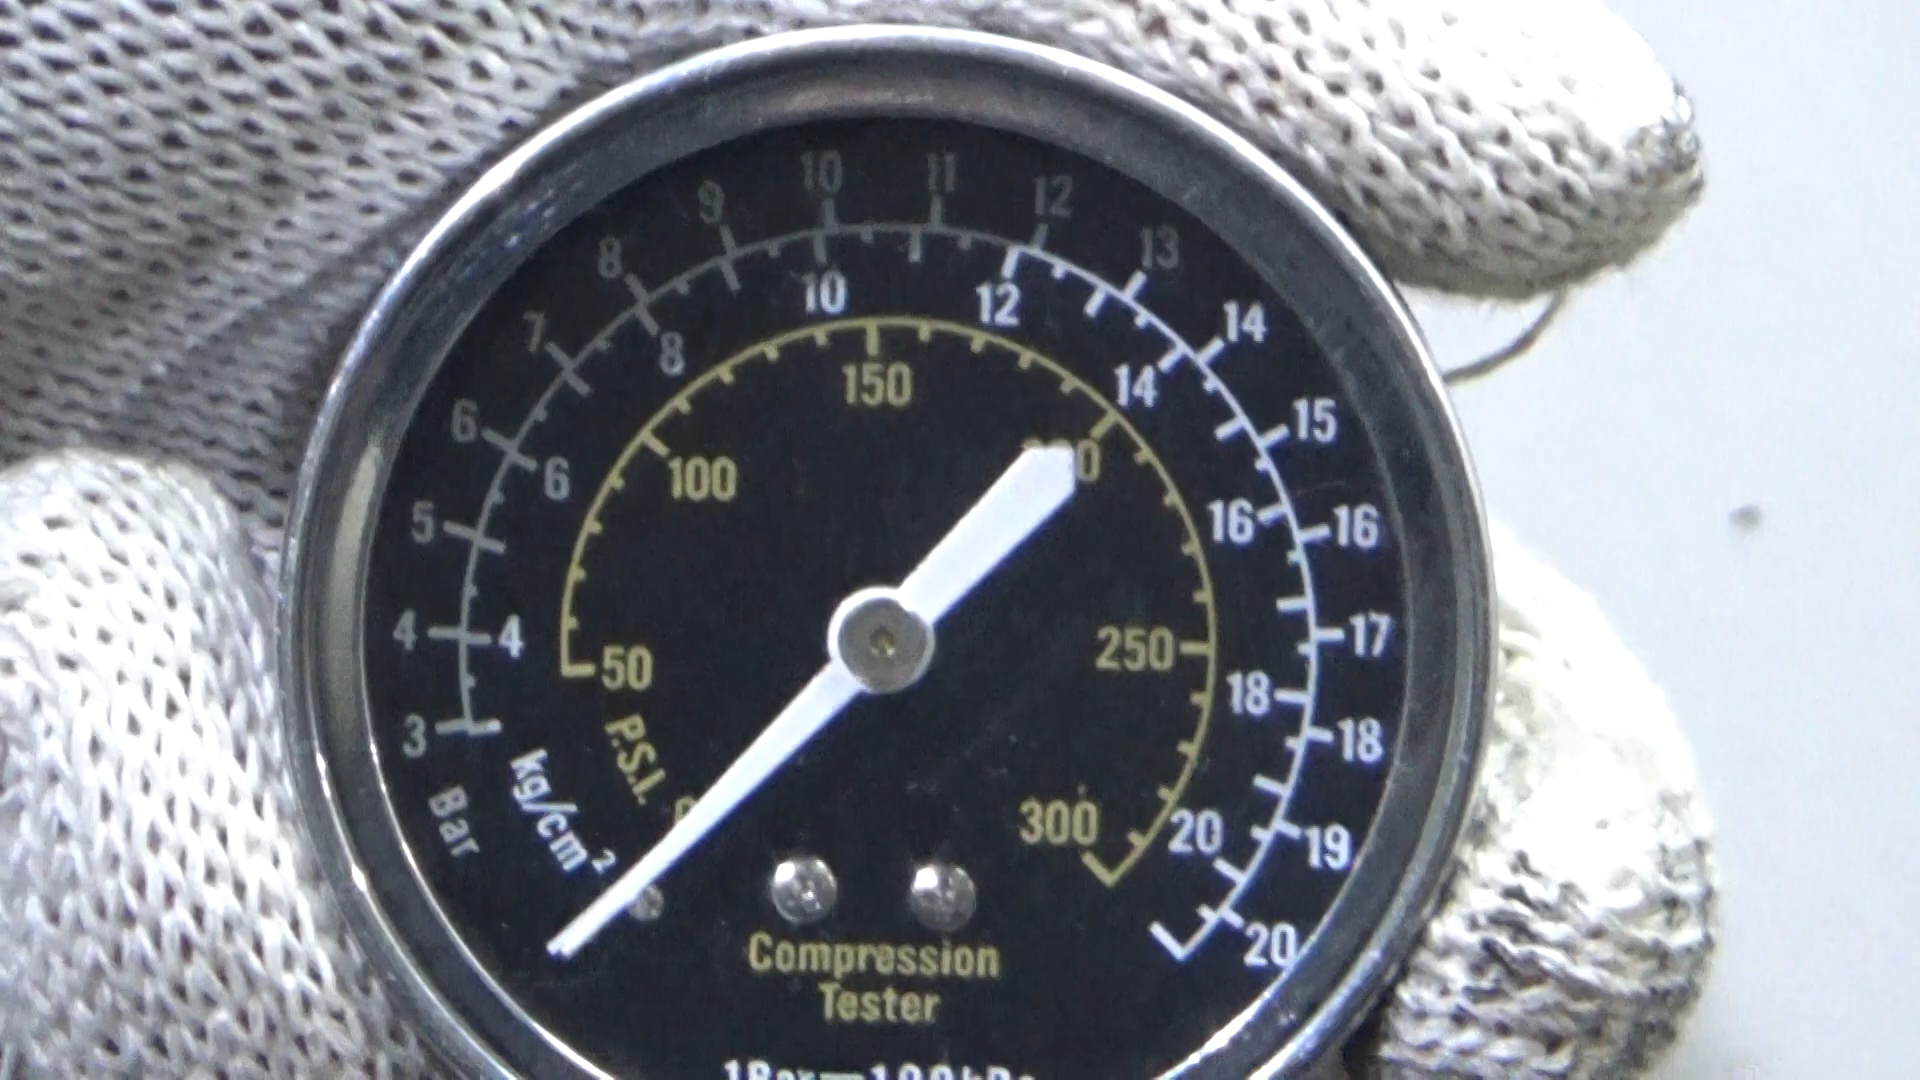 3 4 5 6 7 8 9 10 11 12 13 14 15 16 17 18 19 20
Bar
4 6 8 10 12 14 16 18 20
kg/cm²
50 100 150 250 300
P.S.I.
Compression
Tester